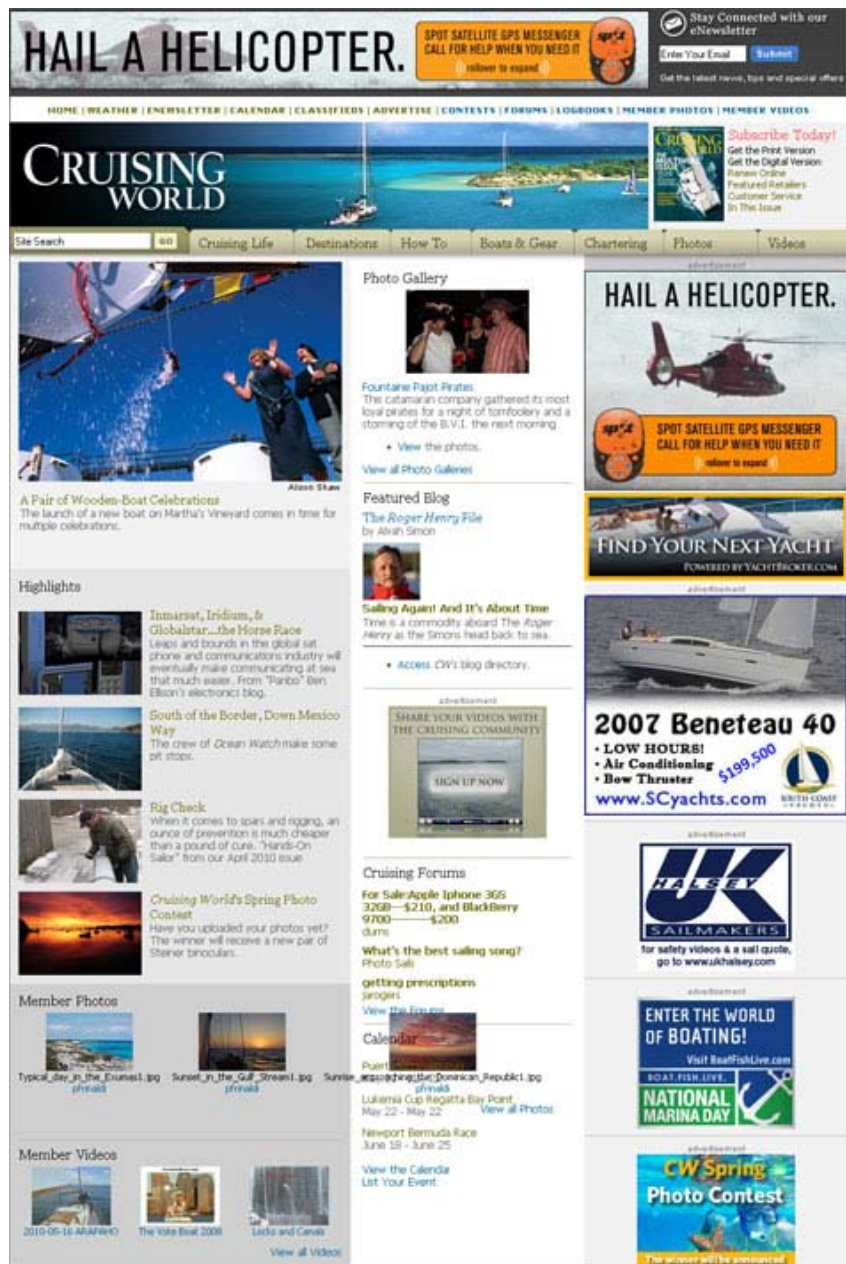 HAIL A HELICOPTER.
SPOT SATELLITE GPS MESSENGER
CALL FOR HELP WHEN YOU NEED IT
rollover to expand
spot
Stay Connected with our
eNewsletter
Enter Your Email
Submit
Get the latest news, tips and special offers
HOME | WEATHER | ENEWSLETTER | CALENDAR | CLASSIFIEDS | ADVERTISE | CONTESTS | FORUMS | LOGBOOKS | MEMBER PHOTOS | MEMBER VIDEOS
CRUISING
WORLD
Subscribe Today!
Get the Print Version
Get the Digital Version
Renew Online
Featured Retailers
Customer Service
In This Issue
Site Search
GO
Cruising Life
Destinations
How To
Boats & Gear
Chartering
Photos
Videos
Alison Shaw
A Pair of Wooden-Boat Celebrations
The launch of a new boat on Martha's Vineyard comes in time for
multiple celebrations.
Highlights
Inmarsat, Iridium, &
Globalstar...the Horse Race
Leaps and bounds in the global sat
phone and communications industry will
eventually make communicating at sea
that much easier. From "Panbo" Ben
Ellison's electronics blog.
South of the Border, Down Mexico
Way
The crew of Ocean Watch make some
pit stops.
Rig Check
When it comes to spars and rigging, an
ounce of prevention is much cheaper
than a pound of cure. "Hands-On
Sailor" from our April 2010 issue
Cruising World's Spring Photo
Contest
Have you uploaded your photos yet?
The winner will receive a new pair of
Steiner binoculars.
Member Photos
Typical_day_in_the_Exumas1.jpg
pfrinaldi
Sunset_in_the_Gulf_Stream1.jpg
pfrinaldi
Member Videos
2010-05-16 ARAPAHO
The Vote Boat 2008
Locks and Canals
View all Videos
Photo Gallery
Fountaine Pajot Pirates
This catamaran company gathered its most
loyal pirates for a night of tomfoolery and a
storming of the B.V.I. the next morning
• View the photos.
View all Photo Galleries
Featured Blog
The Roger Henry File
by Alvah Simon
Sailing Again! And It's About Time
Time is a commodity aboard The Roger
Henry as the Simons head back to sea.
• Access CW's blog directory.
advertisement
SHARE YOUR VIDEOS WITH
THE CRUISING COMMUNITY
SIGN UP NOW
Cruising Forums
For Sale:Apple Iphone 3GS
32GB---$210, and BlackBerry
9700----------$200
dums
What's the best sailing song?
Photo Sails
getting prescriptions
jarogers
View the Forums
Calendar
pfrinaldi
Lukemia Cup Regatta Bay Point
May 22 - May 22
View all Photos
Newport Bermuda Race
June 18 - June 25
View the Calendar
List Your Event
advertisement
HAIL A HELICOPTER.
spot
SPOT SATELLITE GPS MESSENGER
CALL FOR HELP WHEN YOU NEED IT
rollover to expand
FIND YOUR NEXT YACHT
POWERED BY YACHTBROKER.COM
advertisement
2007 Beneteau 40
• LOW HOURS!
• Air Conditioning
• Bow Thruster
$199,500
www.SCyachts.com
SOUTH COAST
YACHTS
advertisement
UK
HALSEY
SAILMAKERS
for safety videos & a sail quote,
go to www.ukhalsey.com
advertisement
ENTER THE WORLD
OF BOATING!
Visit BoatFishLive.com
BOAT.FISH.LIVE.
NATIONAL
MARINA DAY
advertisement
CW Spring
Photo Contest
The winner will be announced